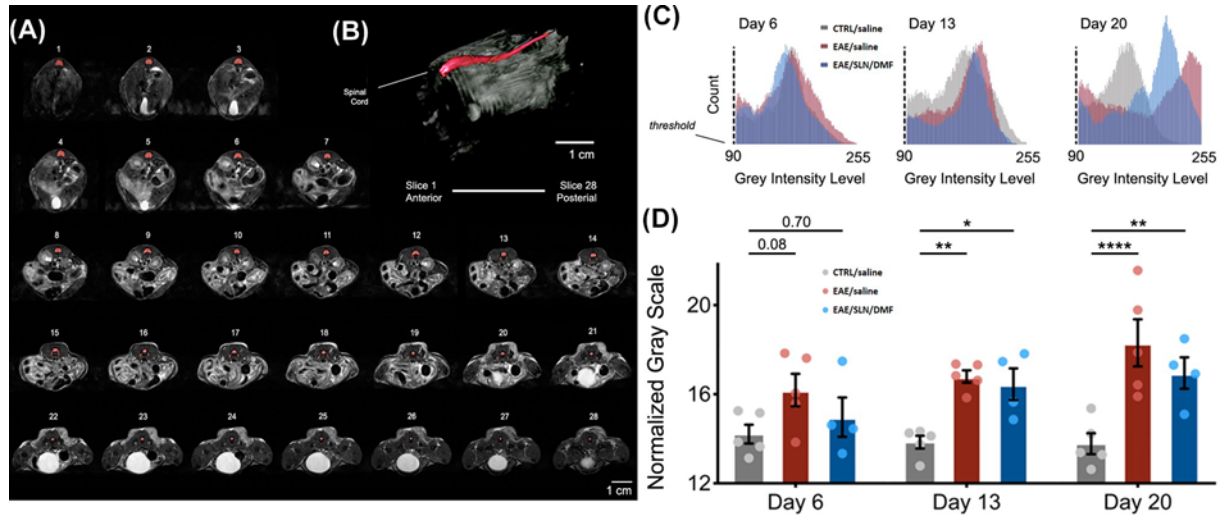 (A)
1
2
3
4
5
6
7
8
9
10
11
12
13
14
15
16
17
18
19
20
21
22
23
24
25
26
27
28
1 cm
(B)
Spinal
Cord
1 cm
Slice 1
Anterior
Slice 28
Posterial
(C)
Day 6
Day 13
Day 20
CTRL/saline
EAE/saline
EAE/SLN/DMF
Count
threshold
90
255
90
255
90
255
Grey Intensity Level
Grey Intensity Level
Grey Intensity Level
(D)
0.70
0.08
*
**
**
****
CTRL/saline
EAE/saline
EAE/SLN/DMF
Normalized Gray Scale
20
16
12
Day 6
Day 13
Day 20